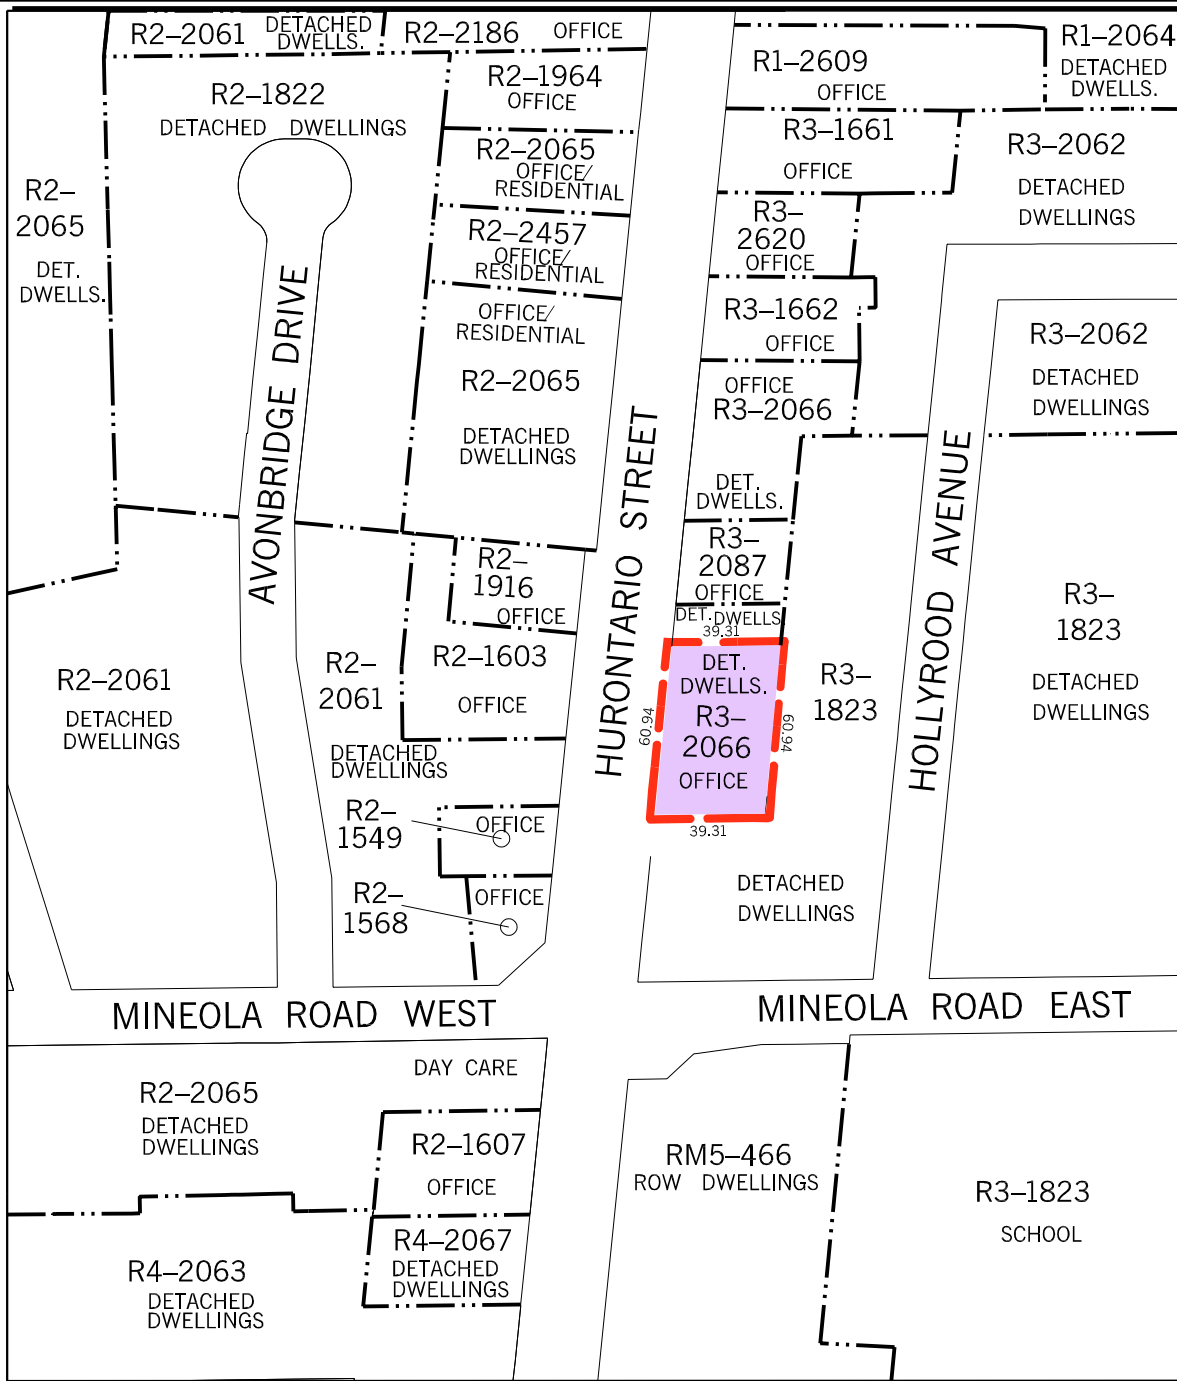 R2–2061
DETACHED
DWELLS.
R2–2186
OFFICE
R1–2064
DETACHED
DWELLS.
R1–2609
OFFICE
R2–1964
OFFICE
R2–1822
DETACHED DWELLINGS
R3–1661
OFFICE
R3–2062
DETACHED
DWELLINGS
R2–2065
OFFICE/
RESIDENTIAL
R2–
2065
DET.
DWELLS.
R2–2457
OFFICE/
RESIDENTIAL
R3–
2620
OFFICE
OFFICE/
RESIDENTIAL
R2–2065
DETACHED
DWELLINGS
R3–1662
OFFICE
R3–2062
DETACHED
DWELLINGS
OFFICE
R3–2066
DET.
DWELLS.
AVONBRIDGE DRIVE
HURONTARIO STREET
HOLLYROOD AVENUE
R3–
2087
OFFICE
DET. DWELLS
R2–
1916
OFFICE
R3–
1823
DETACHED
DWELLINGS
39.31
DET.
DWELLS.
R3–
2066
OFFICE
60.94
60.94
39.31
R2–2061
DETACHED
DWELLINGS
R2–
2061
DETACHED
DWELLINGS
R2–1603
OFFICE
R3–
1823
DETACHED
DWELLINGS
R2–
1549
OFFICE
R2–
1568
OFFICE
MINEOLA ROAD WEST
MINEOLA ROAD EAST
DAY CARE
R2–2065
DETACHED
DWELLINGS
R2–1607
OFFICE
RM5–466
ROW DWELLINGS
R3–1823
SCHOOL
R4–2067
DETACHED
DWELLINGS
R4–2063
DETACHED
DWELLINGS